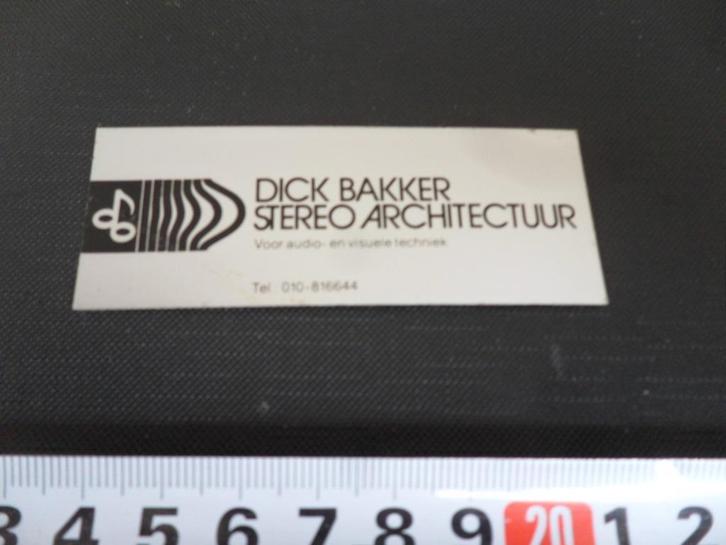 DICK BAKKER
STEREO ARCHITECTUUR
Voor audio- en visuele techniek
Tel 010-816644
3 4 5 6 7 8 9 20 1 2